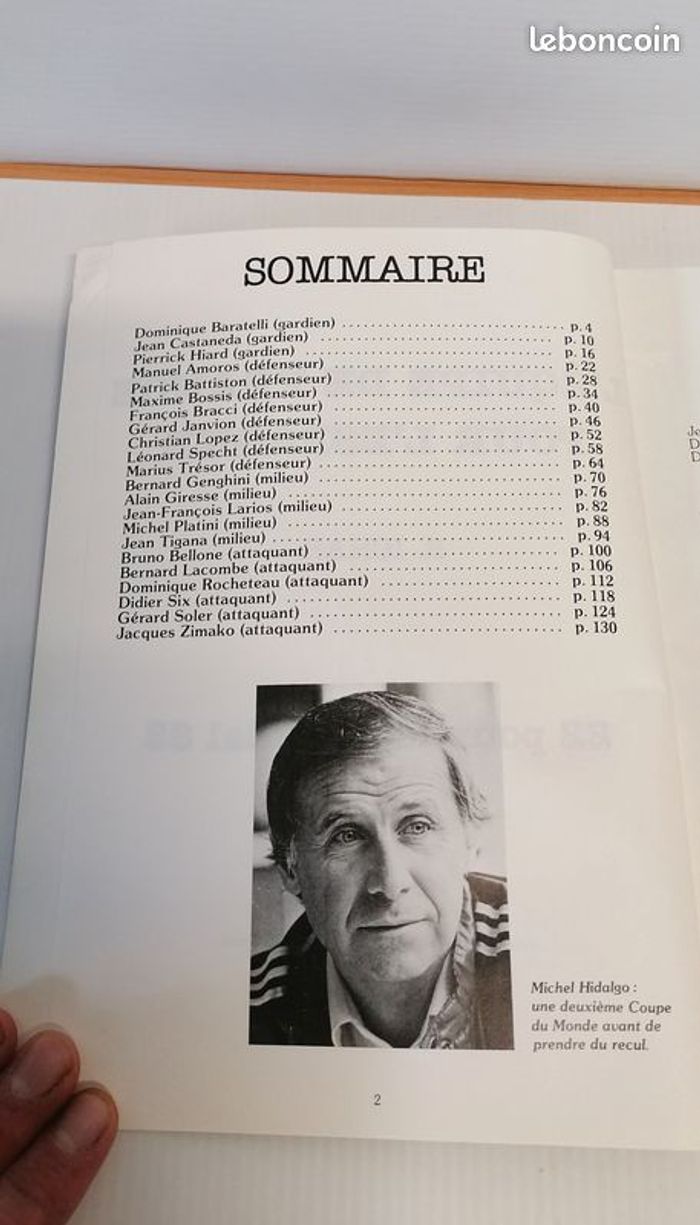 leboncoin
SOMMAIRE
Dominique Baratelli (gardien) .......................... p. 4
Jean Castaneda (gardien) .......................... p. 10
Pierrick Hiard (gardien) .......................... p. 16
Manuel Amoros (défenseur) .......................... p. 22
Patrick Battiston (défenseur) .......................... p. 28
Maxime Bossis (défenseur) .......................... p. 34
François Bracci (défenseur) .......................... p. 40
Gérard Janvion (défenseur) .......................... p. 46
Christian Lopez (défenseur) .......................... p. 52
Léonard Specht (défenseur) .......................... p. 58
Marius Trésor (défenseur) .......................... p. 64
Bernard Genghini (milieu) .......................... p. 70
Alain Giresse (milieu) .......................... p. 76
Jean-François Larios (milieu) .......................... p. 82
Michel Platini (milieu) .......................... p. 88
Jean Tigana (milieu) .......................... p. 94
Bruno Bellone (attaquant) .......................... p. 100
Bernard Lacombe (attaquant) .......................... p. 106
Dominique Rocheteau (attaquant) .......................... p. 112
Didier Six (attaquant) .......................... p. 118
Gérard Soler (attaquant) .......................... p. 124
Jacques Zimako (attaquant) .......................... p. 130
Michel Hidalgo :
une deuxième Coupe
du Monde avant de
prendre du recul.
2